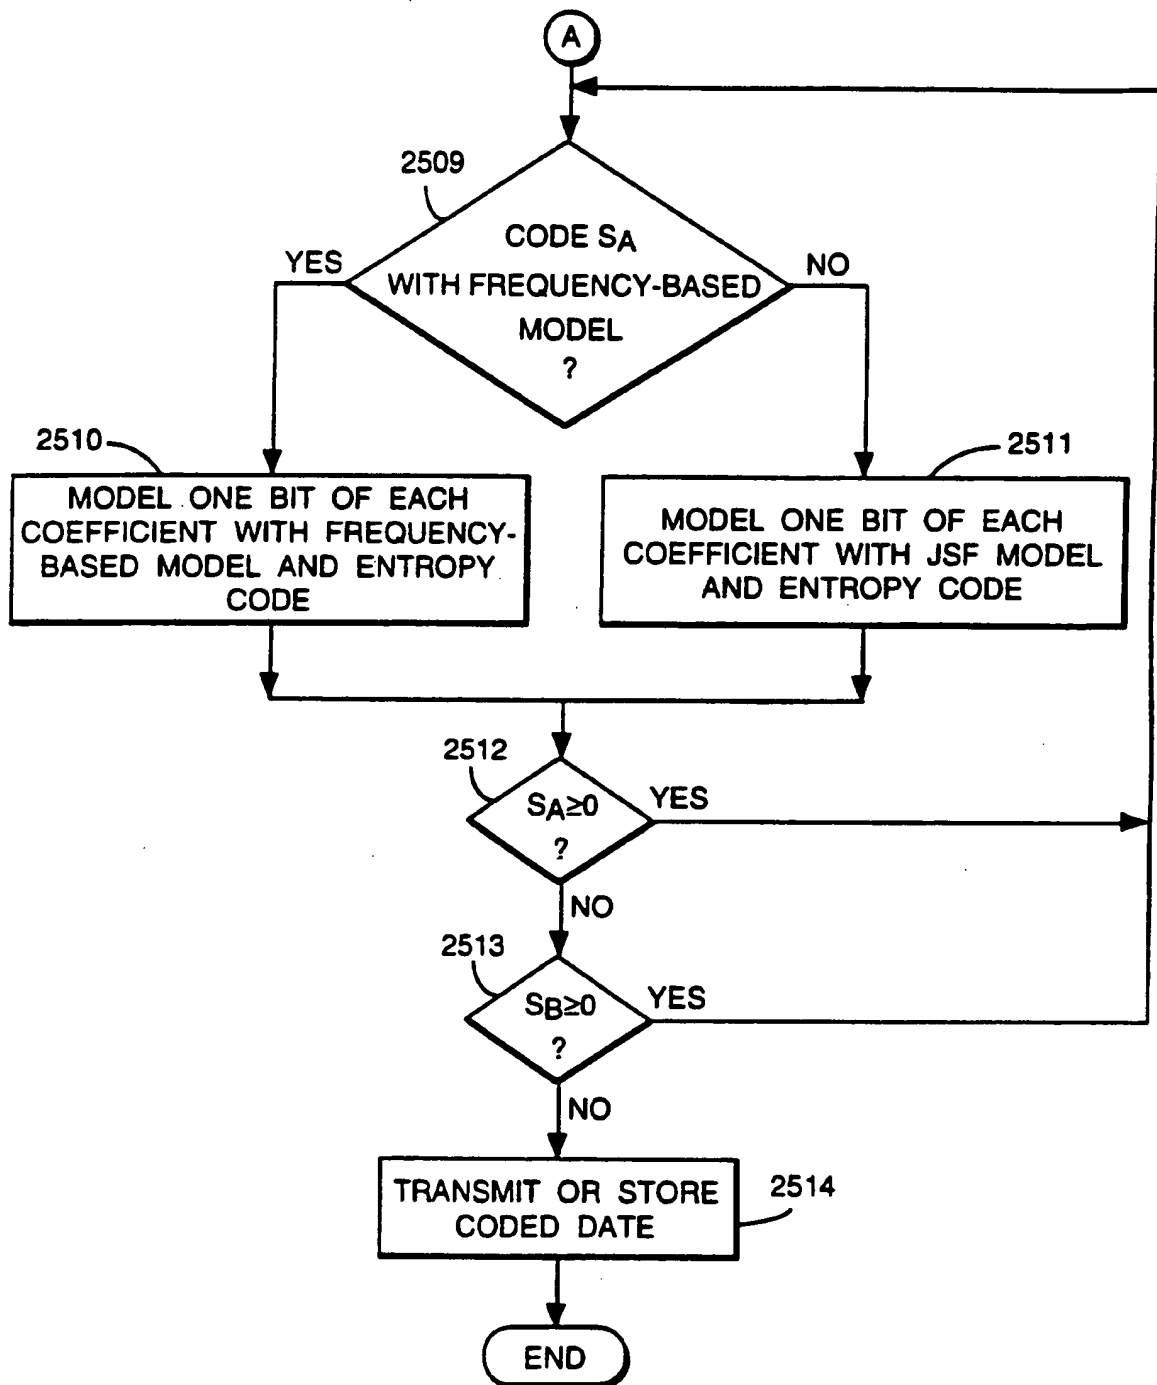 A
2509
CODE SA
WITH FREQUENCY-BASED
MODEL
?
YES
NO
2510
MODEL ONE BIT OF EACH
COEFFICIENT WITH FREQUENCY-
BASED MODEL AND ENTROPY
CODE
2511
MODEL ONE BIT OF EACH
COEFFICIENT WITH JSF MODEL
AND ENTROPY CODE
2512
SA≥0
?
YES
NO
2513
SB≥0
?
YES
NO
TRANSMIT OR STORE
CODED DATE
2514
END